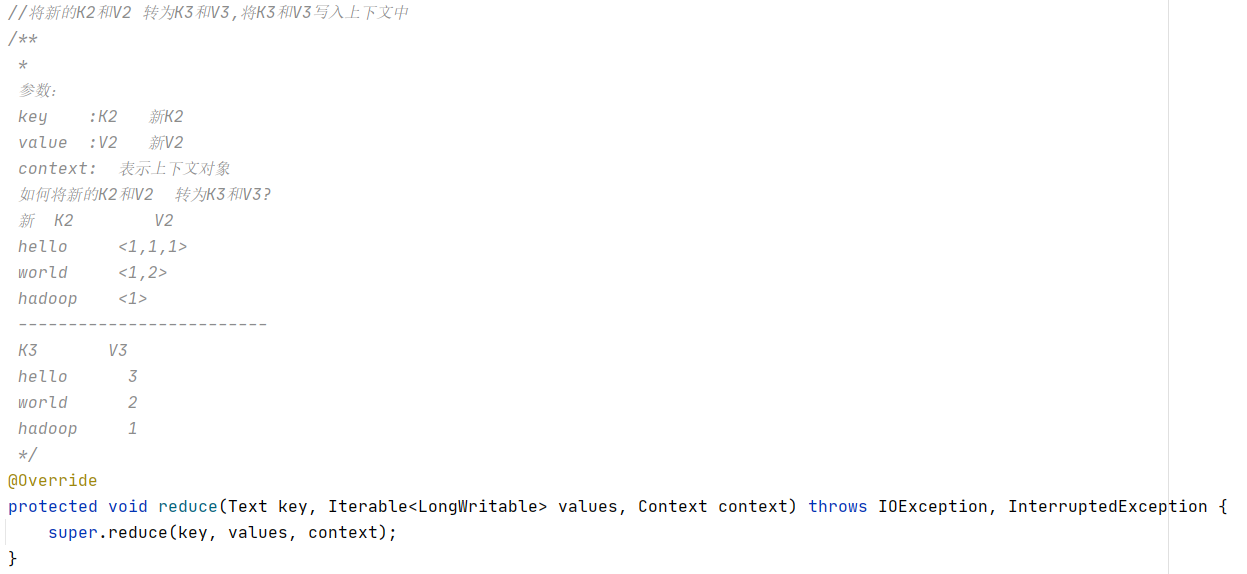 //将新的K2和V2 转为K3和V3,将K3和V3写入上下文中
/**
 *
 参数:
 key    :K2   新K2
 value  :V2   新V2
 context:  表示上下文对象
 如何将新的K2和V2  转为K3和V3?
 新  K2        V2
 hello     <1,1,1>
 world     <1,2>
 hadoop    <1>
 -------------------------
 K3       V3
 hello      3
 world      2
 hadoop     1
 */
@Override
protected void reduce(Text key, Iterable<LongWritable> values, Context context) throws IOException, InterruptedException {
    super.reduce(key, values, context);
}